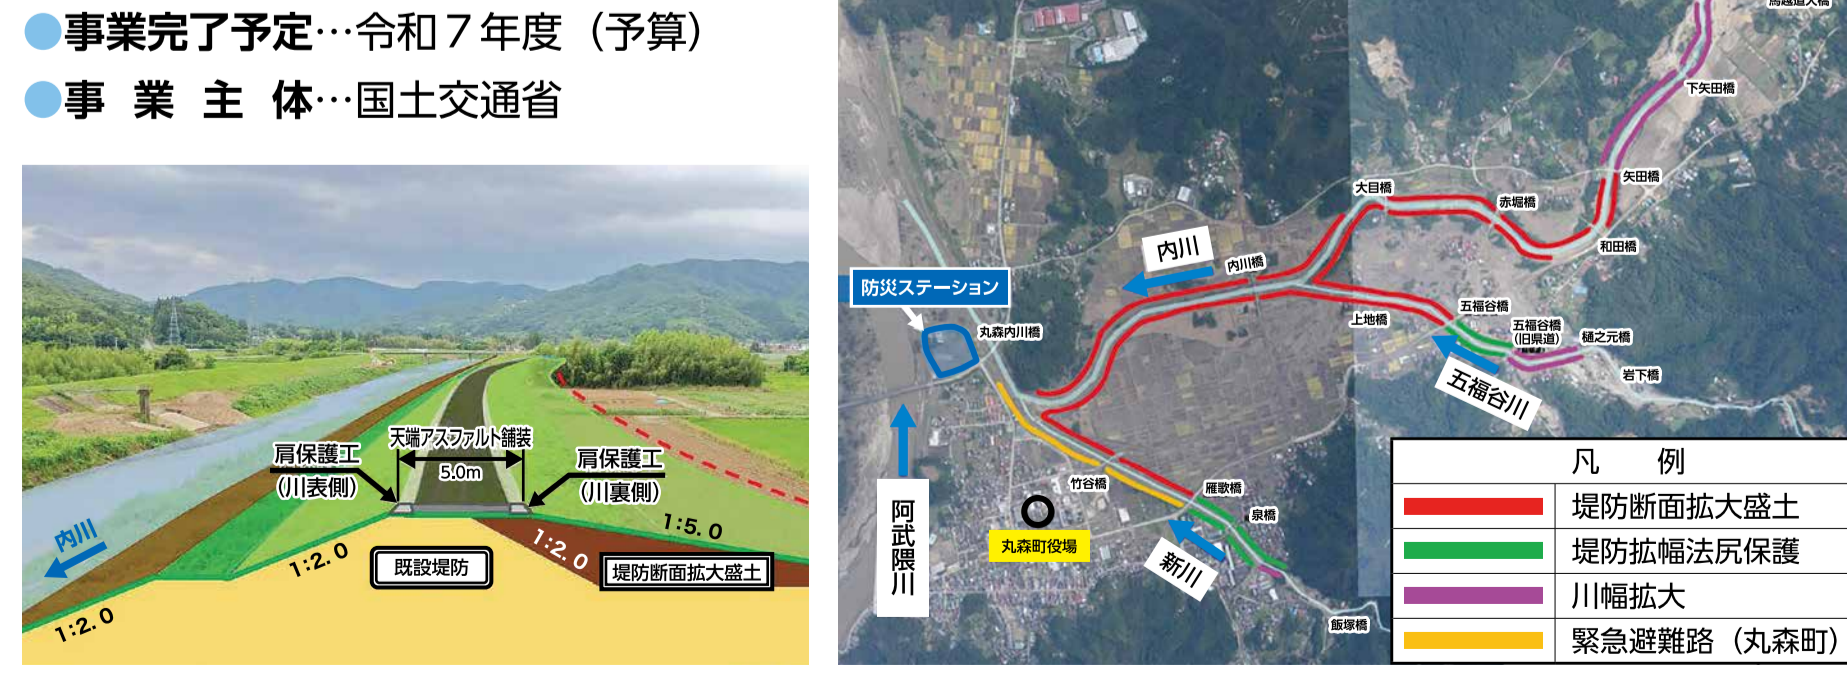 ●事業完了予定…令和７年度（予算）
●事業主体…国土交通省
天端アスファルト舗装
5.0m
肩保護工
(川表側)
肩保護工
(川裏側)
内川
1:2.0
1:2.0
既設堤防
1:2.0
1:5.0
堤防断面拡大盛土
馬越道大橋
下矢田橋
矢田橋
大目橋
赤堀橋
和田橋
内川
内川橋
防災ステーション
丸森内川橋
上地橋
五福谷橋
五福谷橋
(旧県道)
樋之元橋
岩下橋
五福谷川
竹谷橋
雁歌橋
泉橋
丸森町役場
阿武隈川
新川
飯塚橋
凡例
堤防断面拡大盛土
堤防拡幅法尻保護
川幅拡大
緊急避難路（丸森町）